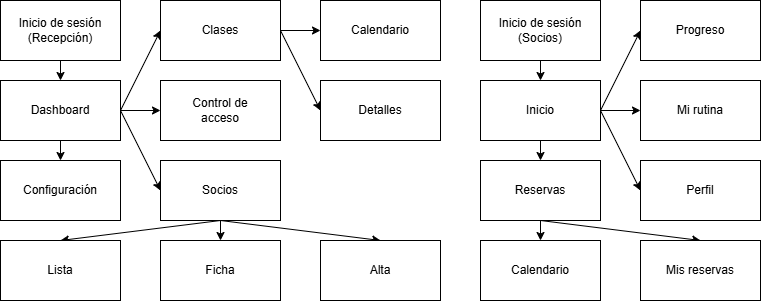 Inicio de sesión
(Recepción)
Clases
Calendario
Dashboard
Control de
acceso
Detalles
Configuración
Socios
Lista
Ficha
Alta
Inicio de sesión
(Socios)
Progreso
Inicio
Mi rutina
Reservas
Perfil
Calendario
Mis reservas